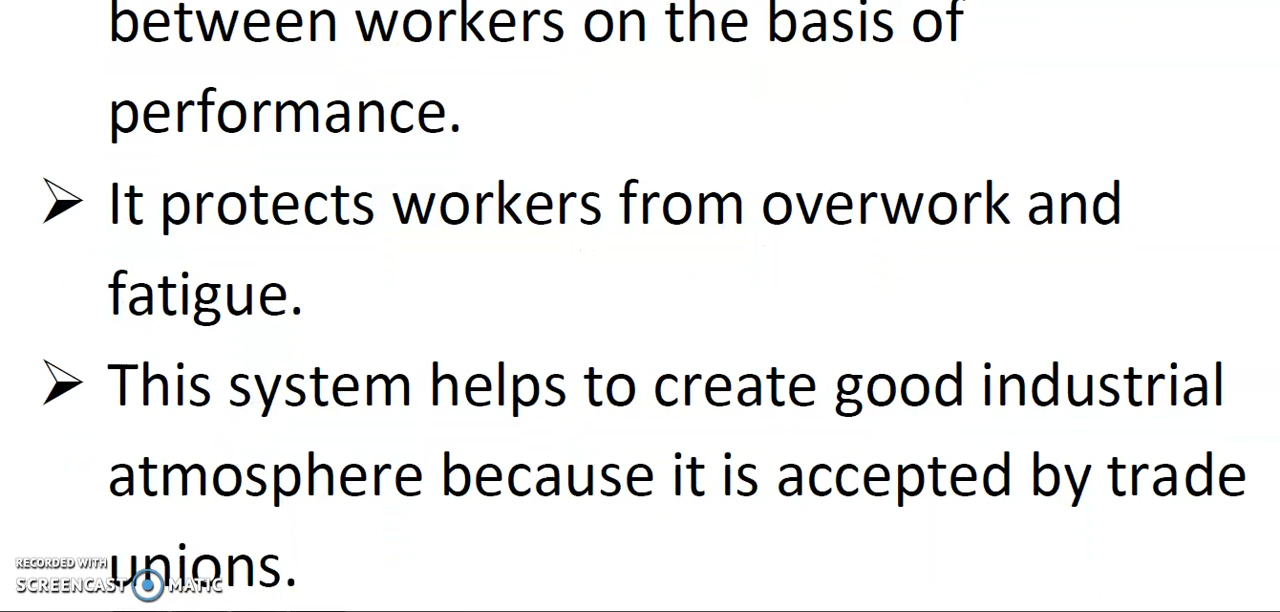 between workers on the basis of
performance.
➢ It protects workers from overwork and
fatigue.
➢ This system helps to create good industrial
atmosphere because it is accepted by trade
unions.
RECORDED WITH
SCREENCAST MATIC